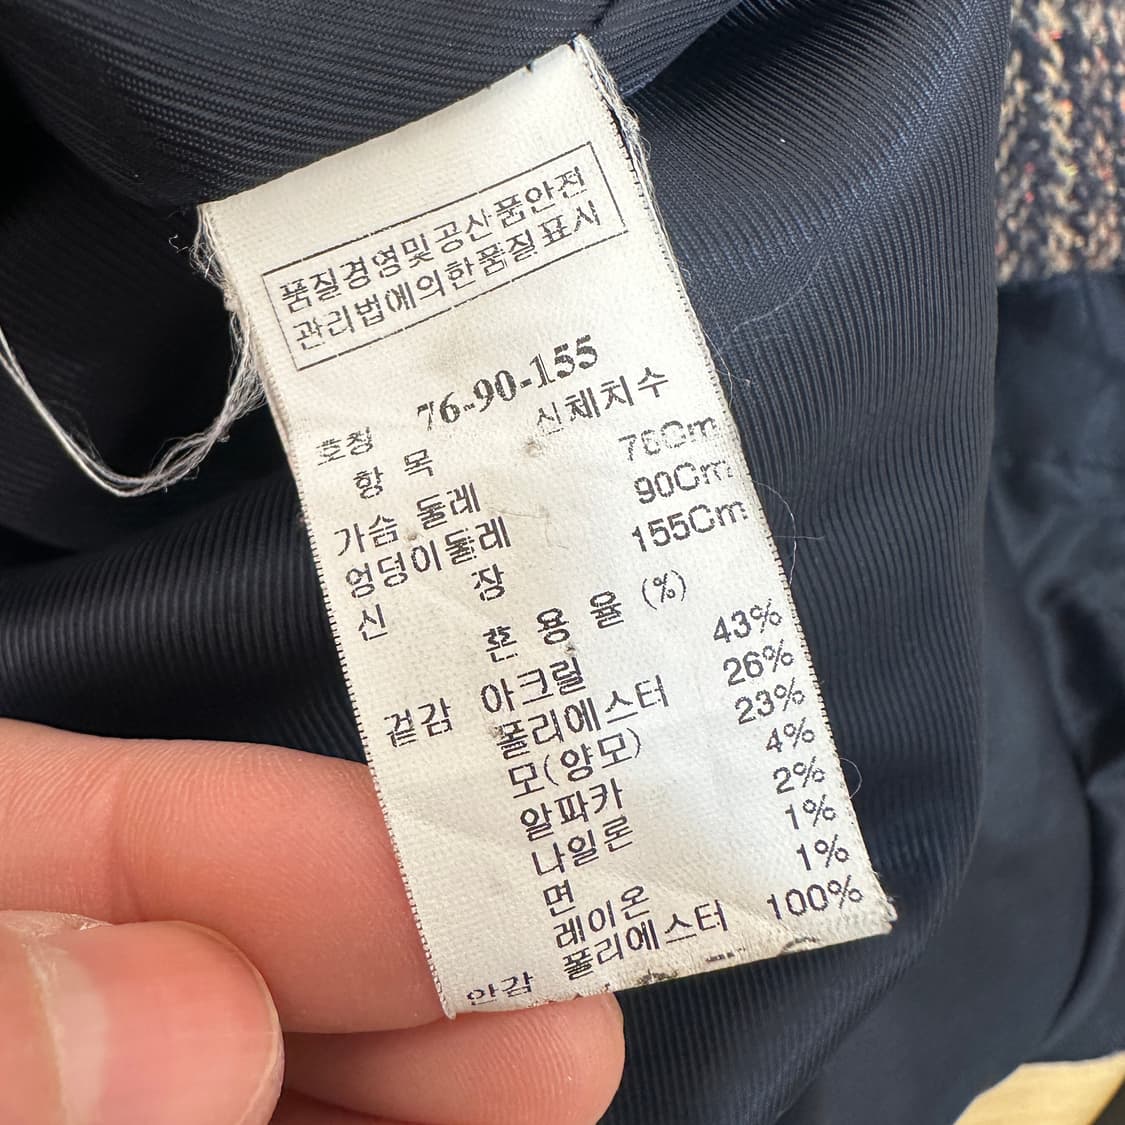 품질경영및공산품안전
관리법에의한품질표시
호칭 76-90-155
항 목 신체치수
가슴 둘레 76Cm
엉덩이둘레 90Cm
신 장 155Cm
혼 용 율 (%)
겉감 아크릴 43%
폴리에스터 26%
모(양모) 23%
알파카 4%
나일론 2%
면 1%
레이온 1%
안감 폴리에스터 100%